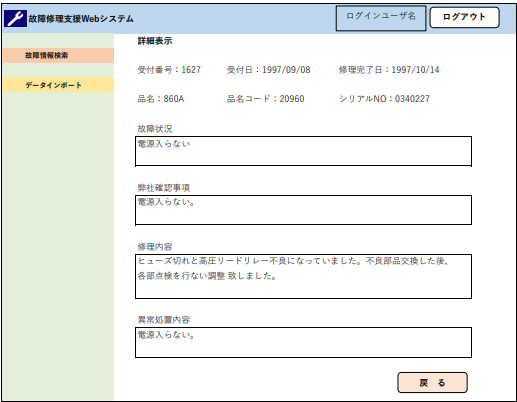 故障修理支援Webシステム
ログインユーザ名
ログアウト
故障情報検索
データインポート
詳細表示
受付番号：1627 受付日：1997/09/08 修理完了日：1997/10/14
品名：860A 品名コード：20960 シリアルNO：0340227
故障状況
電源入らない
弊社確認事項
電源入らない。
修理内容
ヒューズ切れと高圧リードリレー不良になっていました。不良部品交換した後、
各部点検を行ない調整 致しました。
異常処置内容
電源入らない。
戻 る